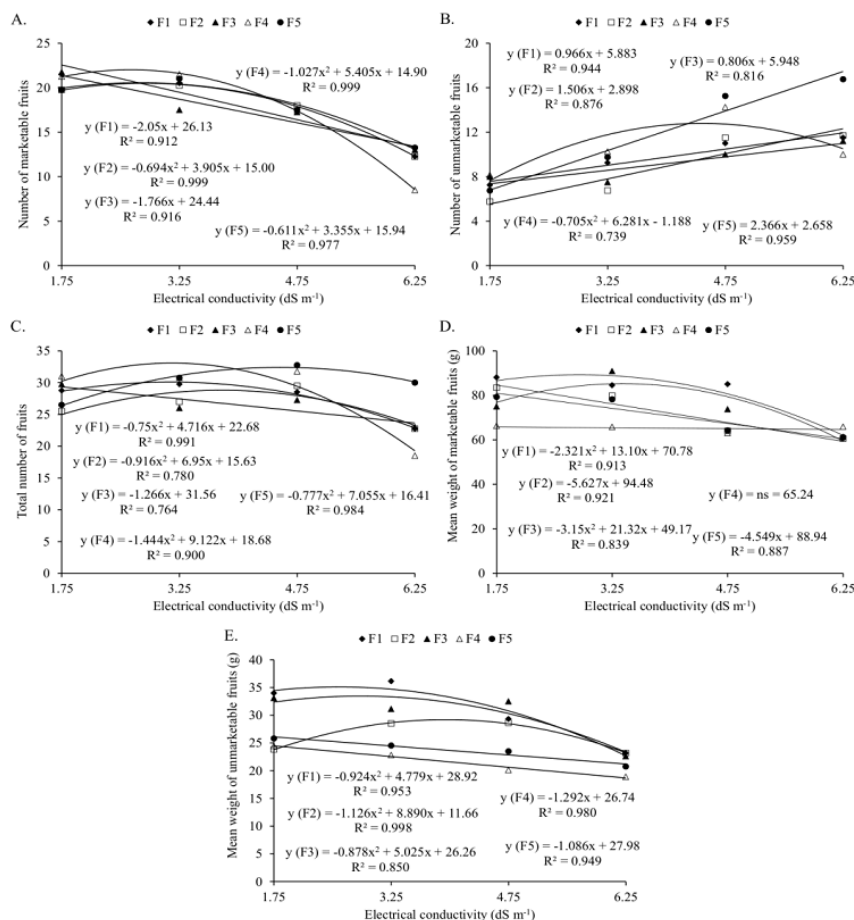 A.
◆F1 □F2 ▲F3 △F4 ●F5
Number of marketable fruits
25
20
15
10
5
0
y (F4) = -1.027x² + 5.405x + 14.90
R² = 0.999
y (F1) = -2.05x + 26.13
R² = 0.912
y (F2) = -0.694x² + 3.905x + 15.00
R² = 0.999
y (F3) = -1.766x + 24.44
R² = 0.916
y (F5) = -0.611x² + 3.355x + 15.94
R² = 0.977
1.75 3.25 4.75 6.25
Electrical conductivity (dS m⁻¹)
B.
◆F1 □F2 ▲F3 △F4 ●F5
Number of unmarketable fruits
20
16
12
8
4
0
y (F1) = 0.966x + 5.883
R² = 0.944
y (F3) = 0.806x + 5.948
R² = 0.816
y (F2) = 1.506x + 2.898
R² = 0.876
y (F4) = -0.705x² + 6.281x - 1.188
R² = 0.739
y (F5) = 2.366x + 2.658
R² = 0.959
1.75 3.25 4.75 6.25
Electrical conductivity (dS m⁻¹)
C.
◆F1 □F2 ▲F3 △F4 ●F5
Total number of fruits
35
30
25
20
15
10
5
0
y (F1) = -0.75x² + 4.716x + 22.68
R² = 0.991
y (F2) = -0.916x² + 6.95x + 15.63
R² = 0.780
y (F3) = -1.266x + 31.56
R² = 0.764
y (F5) = -0.777x² + 7.055x + 16.41
R² = 0.984
y (F4) = -1.444x² + 9.122x + 18.68
R² = 0.900
1.75 3.25 4.75 6.25
Electrical conductivity (dS m⁻¹)
D.
◆F1 □F2 ▲F3 △F4 ●F5
Mean weight of marketable fruits (g)
100
80
60
40
20
0
y (F1) = -2.321x² + 13.10x + 70.78
R² = 0.913
y (F2) = -5.627x + 94.48
R² = 0.921
y (F4) = ns = 65.24
y (F3) = -3.15x² + 21.32x + 49.17
R² = 0.839
y (F5) = -4.549x + 88.94
R² = 0.887
1.75 3.25 4.75 6.25
Electrical conductivity (dS m⁻¹)
E.
◆F1 □F2 ▲F3 △F4 ●F5
Mean weight of unmarketable fruits (g)
40
35
30
25
20
15
10
5
0
y (F1) = -0.924x² + 4.779x + 28.92
R² = 0.953
y (F4) = -1.292x + 26.74
R² = 0.980
y (F2) = -1.126x² + 8.890x + 11.66
R² = 0.998
y (F3) = -0.878x² + 5.025x + 26.26
R² = 0.850
y (F5) = -1.086x + 27.98
R² = 0.949
1.75 3.25 4.75 6.25
Electrical conductivity (dS m⁻¹)